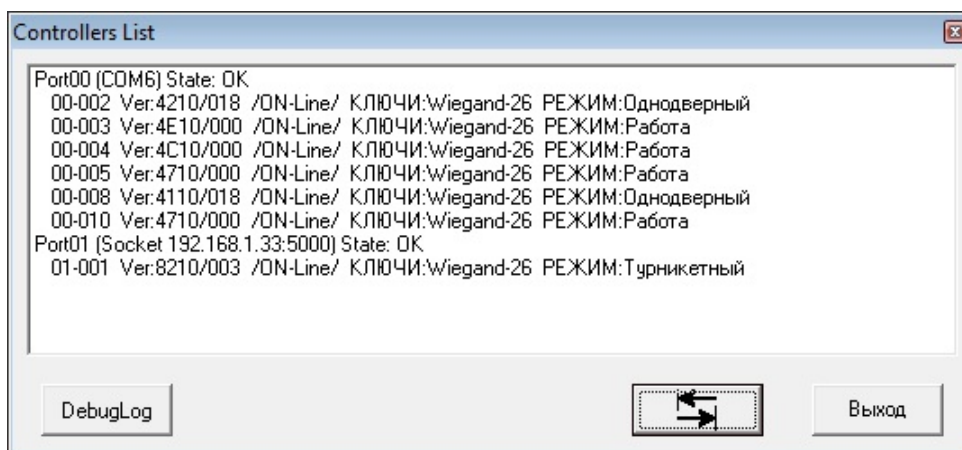 Controllers List
Port00 (COM6) State: OK
00-002 Ver:4210/018 /ON-Line/ КЛЮЧИ:Wiegand-26 РЕЖИМ:Однодверный
00-003 Ver:4E10/000 /ON-Line/ КЛЮЧИ:Wiegand-26 РЕЖИМ:Работа
00-004 Ver:4C10/000 /ON-Line/ КЛЮЧИ:Wiegand-26 РЕЖИМ:Работа
00-005 Ver:4710/000 /ON-Line/ КЛЮЧИ:Wiegand-26 РЕЖИМ:Работа
00-008 Ver:4110/018 /ON-Line/ КЛЮЧИ:Wiegand-26 РЕЖИМ:Однодверный
00-010 Ver:4710/000 /ON-Line/ КЛЮЧИ:Wiegand-26 РЕЖИМ:Работа
Port01 (Socket 192.168.1.33:5000) State: OK
01-001 Ver:8210/003 /ON-Line/ КЛЮЧИ:Wiegand-26 РЕЖИМ:Турникетный
DebugLog Выход